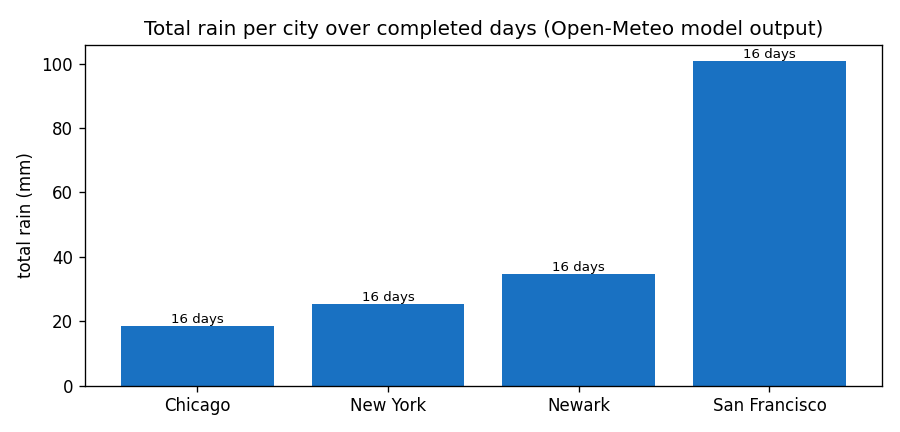 Total rain per city over completed days (Open-Meteo model output)
total rain (mm)
100
80
60
40
20
0
16 days
16 days
16 days
16 days
Chicago
New York
Newark
San Francisco